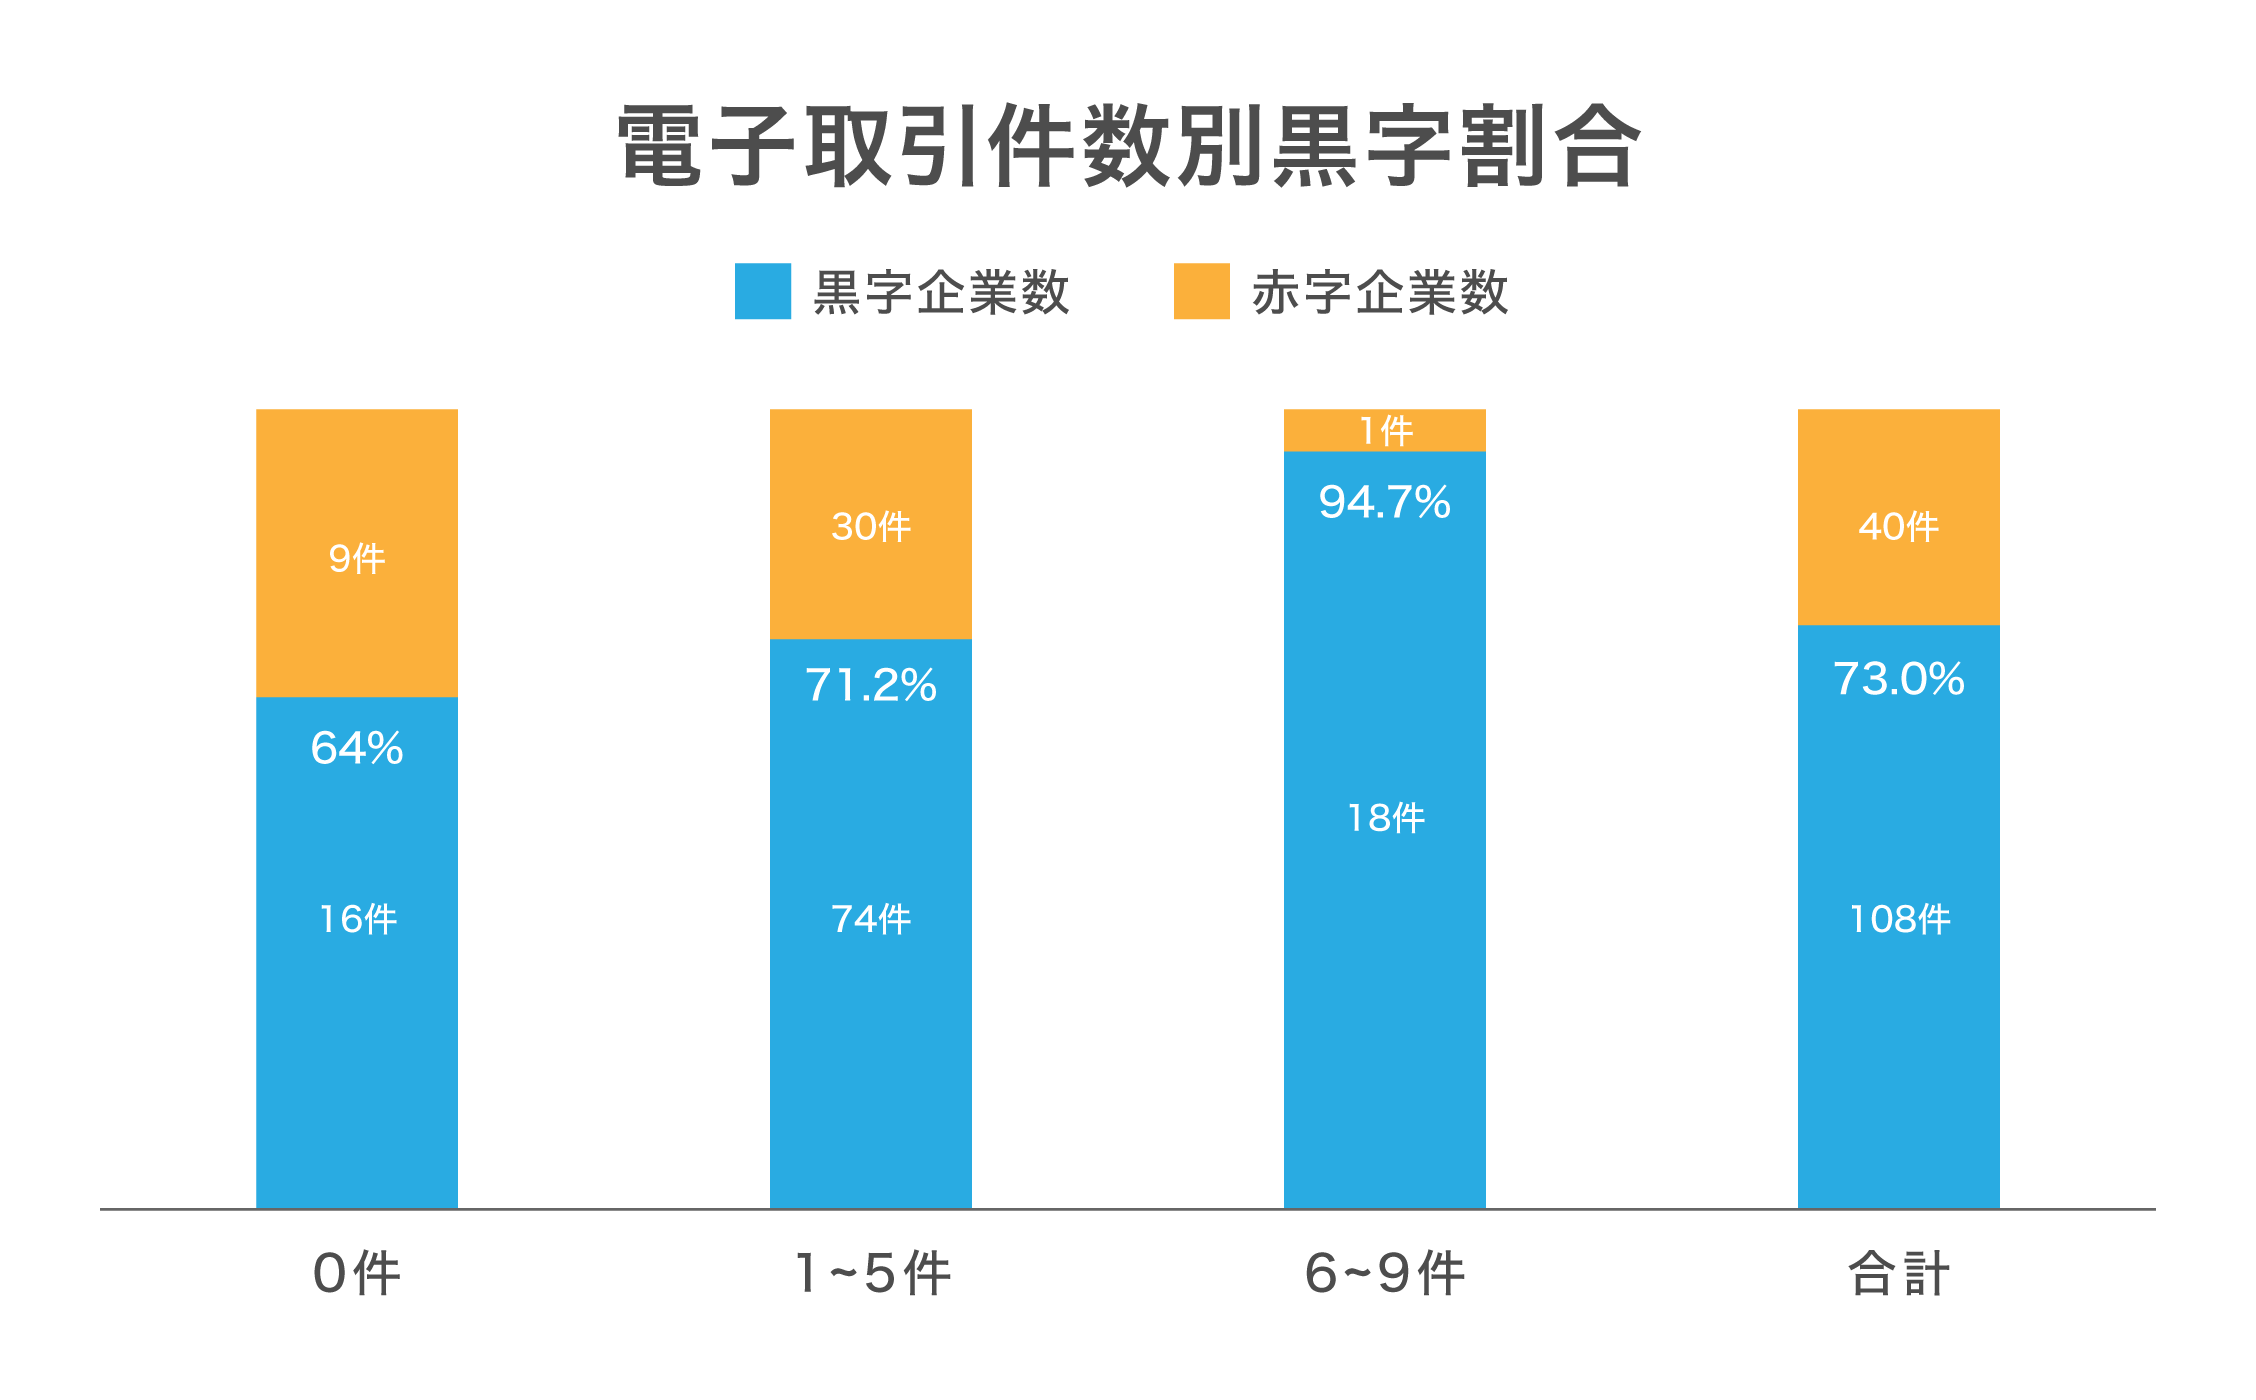 電子取引件数別黒字割合
黒字企業数 赤字企業数
9件
64%
16件
30件
71.2%
74件
1件
94.7%
18件
40件
73.0%
108件
0件 1~5件 6~9件 合計